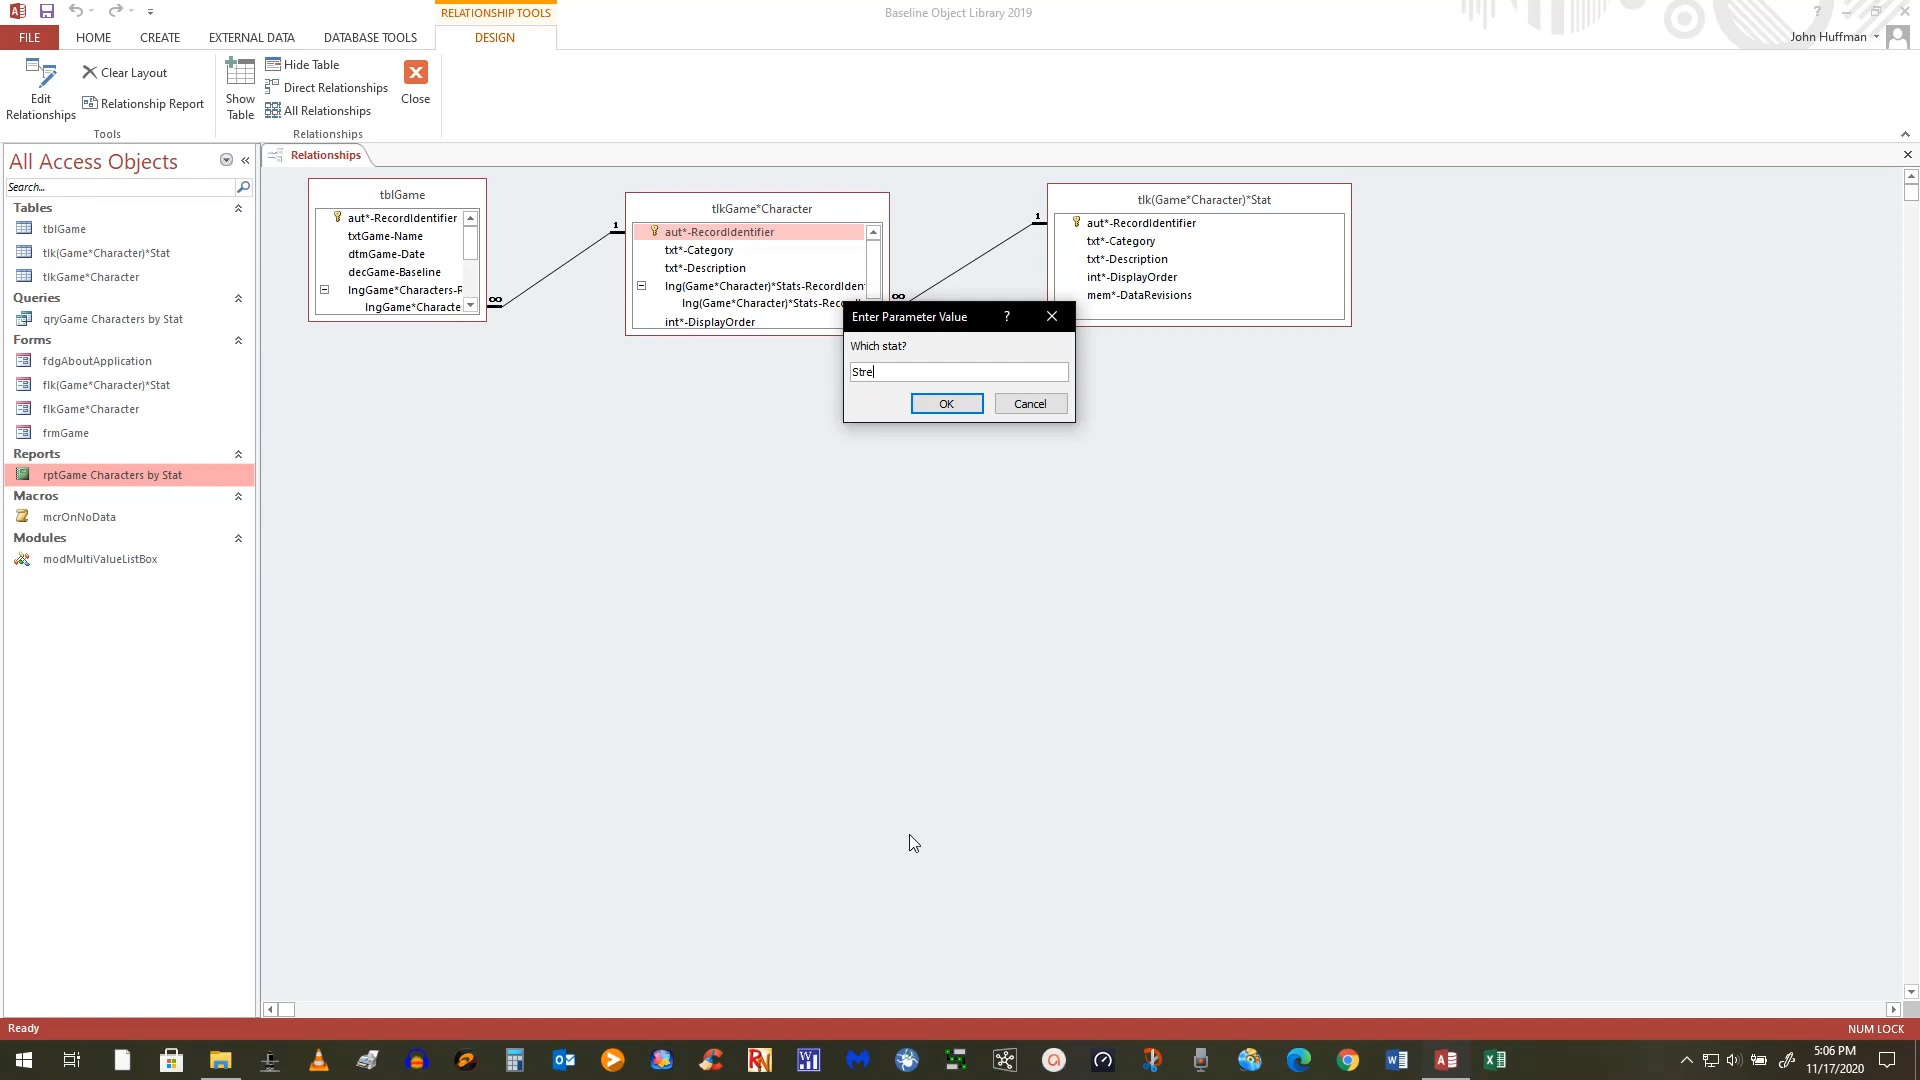 RELATIONSHIP TOOLS
Baseline Object Library 2019
FILE
HOME
CREATE
EXTERNAL DATA
DATABASE TOOLS
DESIGN
John Huffman
Edit
Relationships
Clear Layout
Relationship Report
Show
Table
Hide Table
Direct Relationships
All Relationships
Close
Tools
Relationships
All Access Objects
Search...
Tables
tblGame
tlk(Game*Character)*Stat
tlkGame*Character
Queries
qryGame Characters by Stat
Forms
fdgAboutApplication
flk(Game*Character)*Stat
flkGame*Character
frmGame
Reports
rptGame Characters by Stat
Macros
mcrOnNoData
Modules
modMultiValueListBox
Relationships
tblGame
aut*-RecordIdentifier
txtGame-Name
dtmGame-Date
decGame-Baseline
lngGame*Characters-R
lngGame*Characte
∞
1
tlkGame*Character
aut*-RecordIdentifier
txt*-Category
txt*-Description
lng(Game*Character)*Stats-RecordIden
lng(Game*Character)*Stats-Reco
int*-DisplayOrder
∞
1
tlk(Game*Character)*Stat
aut*-RecordIdentifier
txt*-Category
txt*-Description
int*-DisplayOrder
mem*-DataRevisions
Enter Parameter Value
?
Which stat?
Stre
OK
Cancel
Ready
NUM LOCK
5:06 PM
11/17/2020